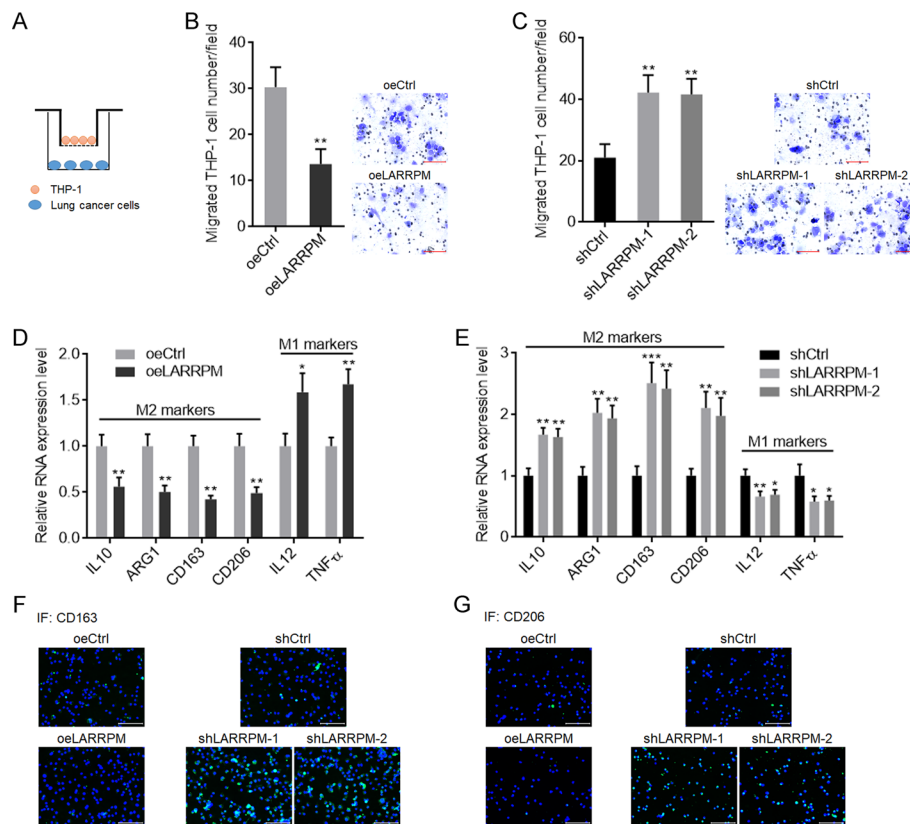 A
THP-1
Lung cancer cells
B
Migrated THP-1 cell number/field
40
30
20
10
0
**
oeCtrl
oeLARRPM
oeCtrl
oeLARRPM
C
Migrated THP-1 cell number/field
60
40
20
0
**
**
shCtrl
shLARRPM-1
shLARRPM-2
shCtrl
shLARRPM-1
shLARRPM-2
D
Relative RNA expression level
2.0
1.5
1.0
0.5
0.0
oeCtrl
oeLARRPM
M1 markers
M2 markers
**
**
**
**
*
**
IL10
ARG1
CD163
CD206
IL12
TNFα
E
Relative RNA expression level
3
2
1
0
M2 markers
shCtrl
shLARRPM-1
shLARRPM-2
M1 markers
** **
** **
*** **
** **
** *
* *
IL10
ARG1
CD163
CD206
IL12
TNFα
F
IF: CD163
oeCtrl
shCtrl
oeLARRPM
shLARRPM-1
shLARRPM-2
G
IF: CD206
oeCtrl
shCtrl
oeLARRPM
shLARRPM-1
shLARRPM-2